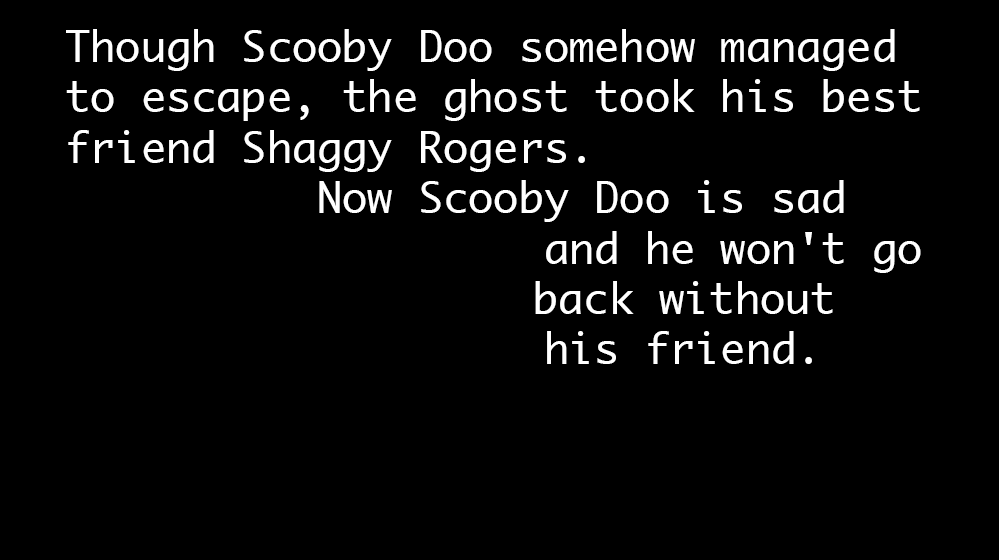 Though Scooby Doo somehow managed
to escape, the ghost took his best
friend Shaggy Rogers.
Now Scooby Doo is sad
and he won't go
back without
his friend.